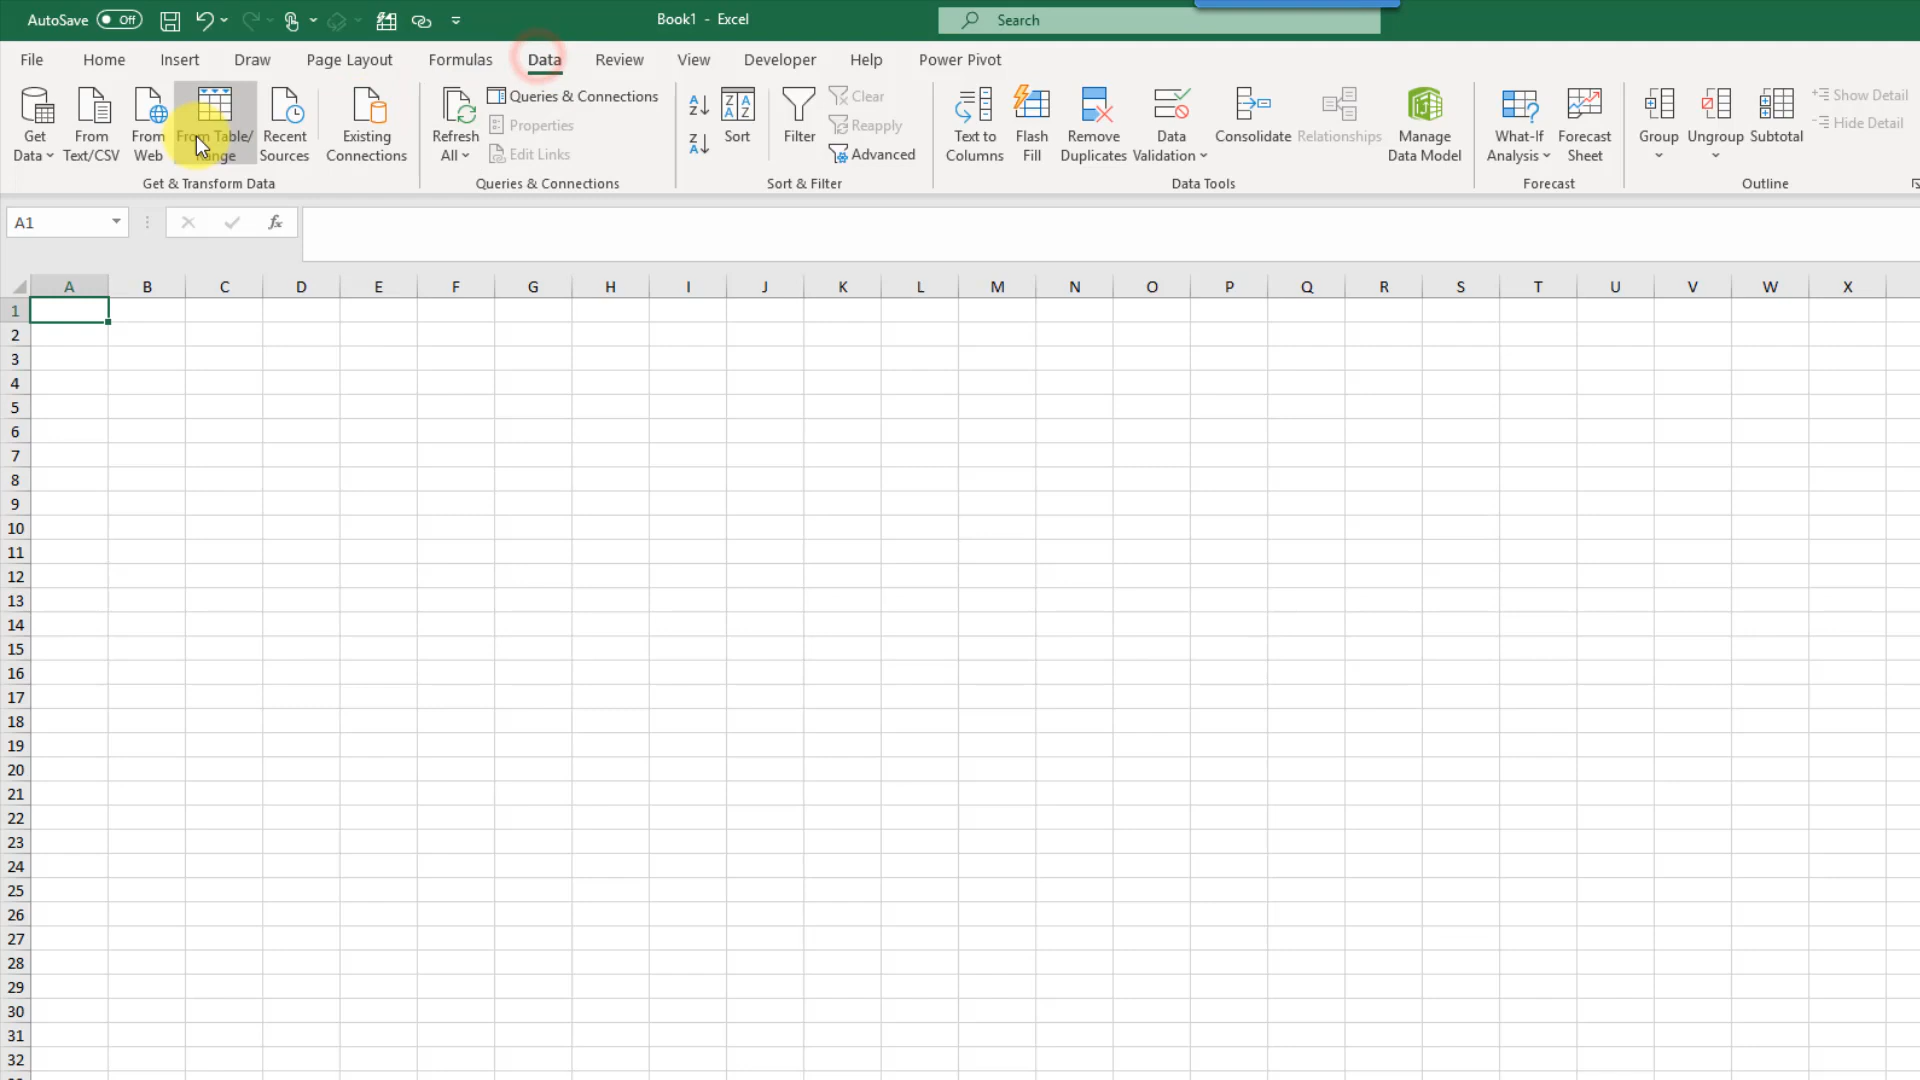 AutoSave Off Book1 - Excel Search
File Home Insert Draw Page Layout Formulas Data Review View Developer Help Power Pivot
Get Data From Text/CSV From Web From Table/ Range Recent Sources Existing Connections
Get & Transform Data
Refresh All Queries & Connections
Properties
Edit Links
Queries & Connections
A Z Z A Sort Filter Clear
Reapply
Advanced
Sort & Filter
Text to Columns Flash Fill Remove Duplicates Data Validation Consolidate Relationships Manage Data Model
Data Tools
What-If Analysis Forecast Sheet
Forecast
Group Ungroup Subtotal Show Detail
Hide Detail
Outline
A1 fx
A B C D E F G H I J K L M N O P Q R S T U V W X
1
2
3
4
5
6
7
8
9
10
11
12
13
14
15
16
17
18
19
20
21
22
23
24
25
26
27
28
29
30
31
32